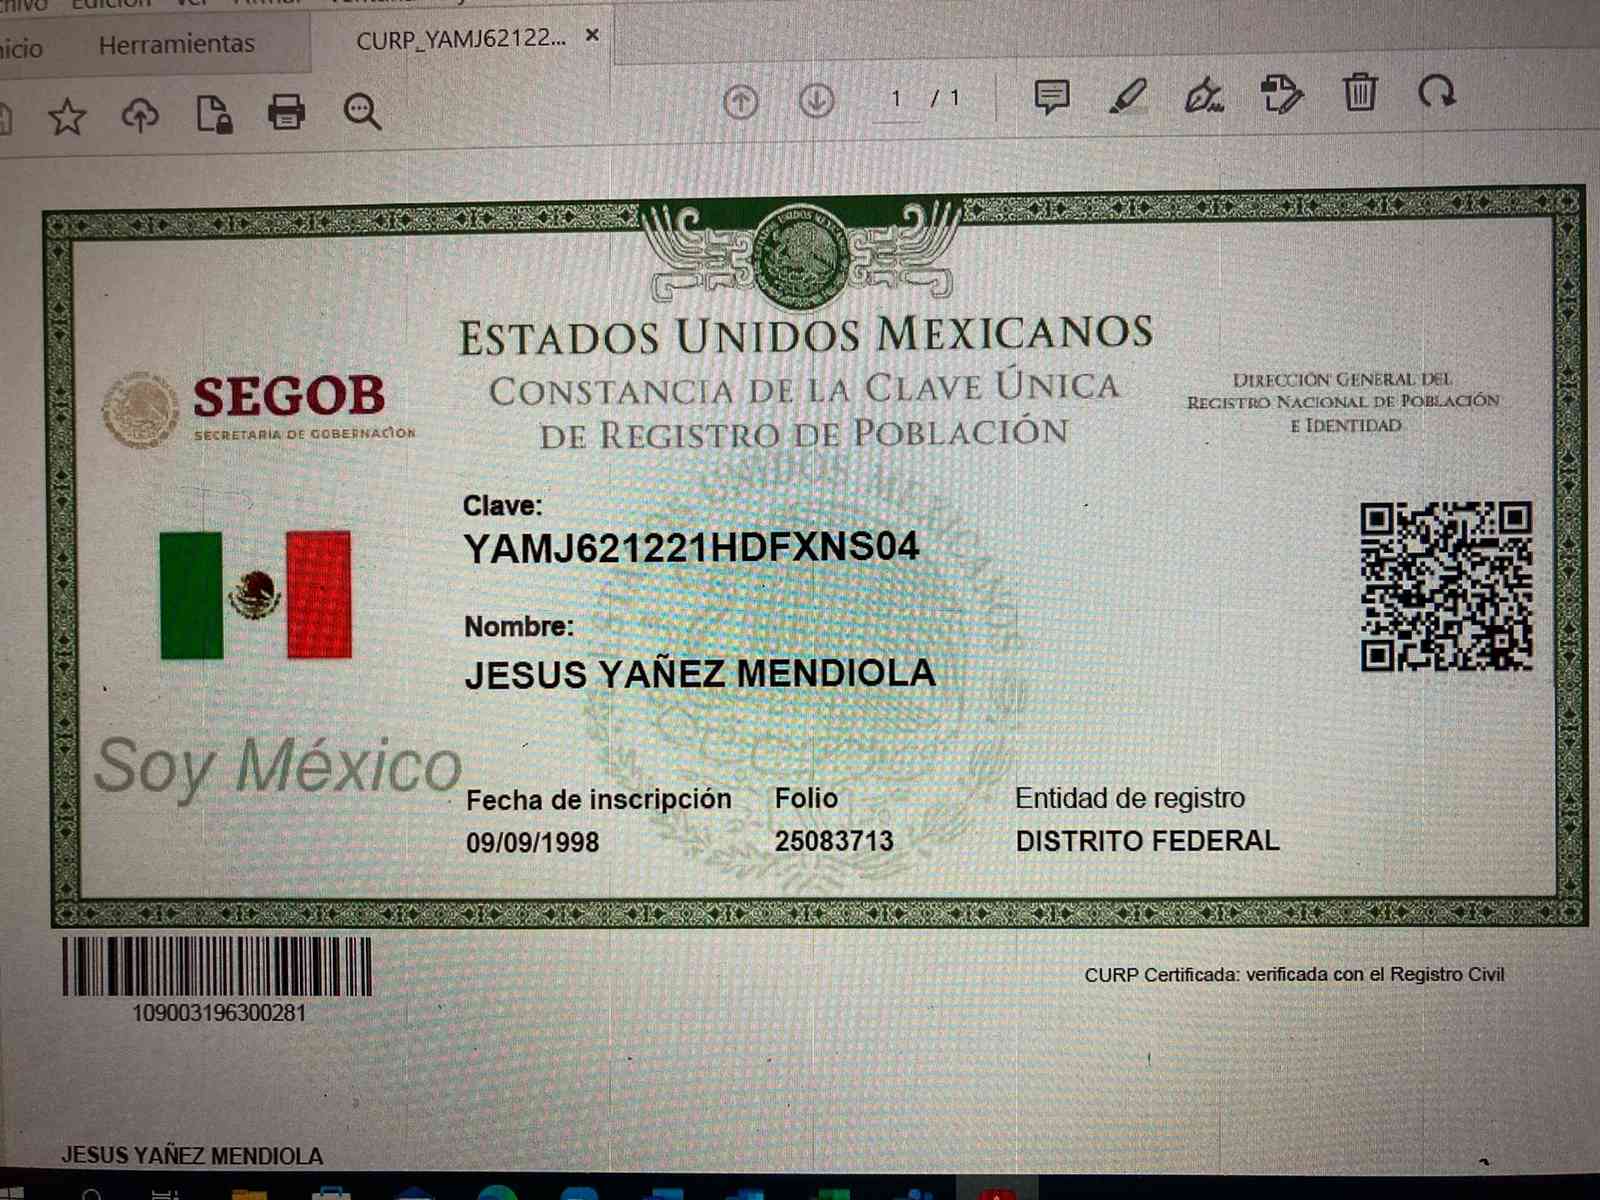 Herramientas
CURP_YAMJ62122... ×
1 / 1
ESTADOS UNIDOS MEXICANOS
CONSTANCIA DE LA CLAVE ÚNICA
DE REGISTRO DE POBLACIÓN
SEGOB
SECRETARÍA DE GOBERNACIÓN
DIRECCIÓN GENERAL DEL
REGISTRO NACIONAL DE POBLACIÓN
E IDENTIDAD
Clave:
YAMJ621221HDFXNS04
Nombre:
JESUS YAÑEZ MENDIOLA
Soy México
Fecha de inscripción Folio Entidad de registro
09/09/1998 25083713 DISTRITO FEDERAL
109003196300281
CURP Certificada: verificada con el Registro Civil
JESUS YAÑEZ MENDIOLA